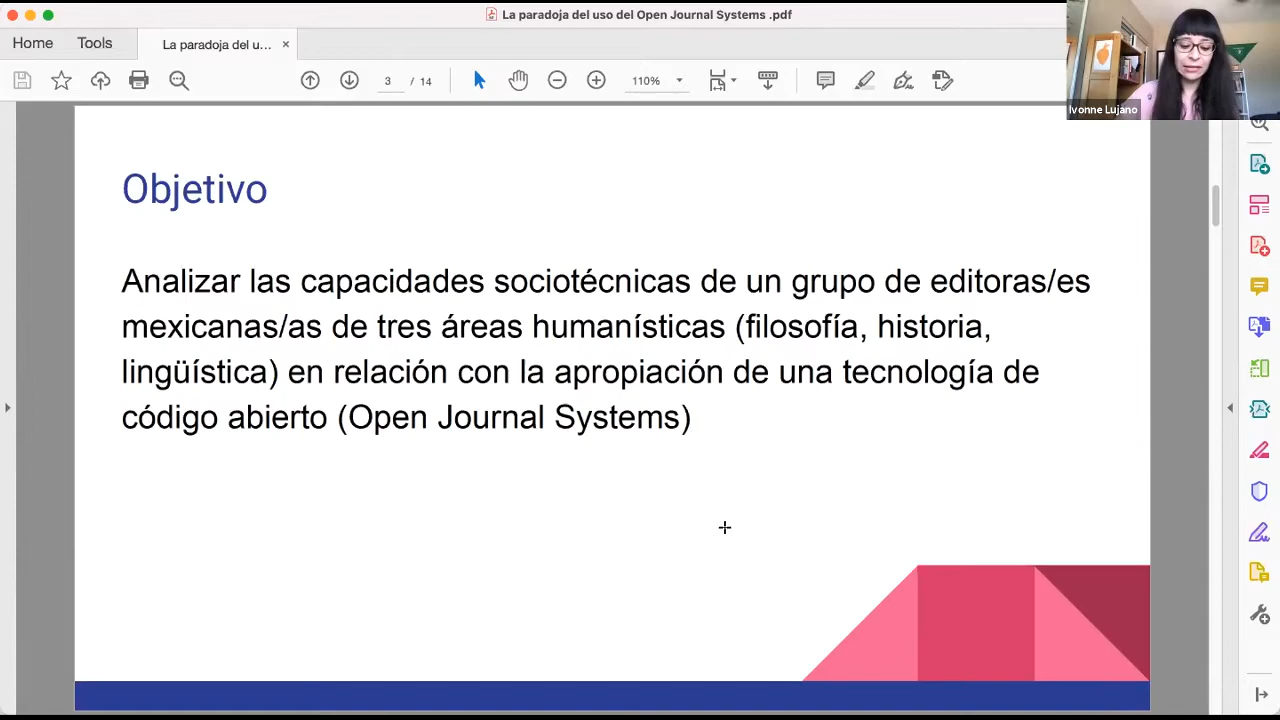 La paradoja del uso del Open Journal Systems .pdf
Home
Tools
La paradoja del u...
3 / 14
110%
Ivonne Lujano
Objetivo
Analizar las capacidades sociotécnicas de un grupo de editoras/es
mexicanas/as de tres áreas humanísticas (filosofía, historia,
lingüística) en relación con la apropiación de una tecnología de
código abierto (Open Journal Systems)